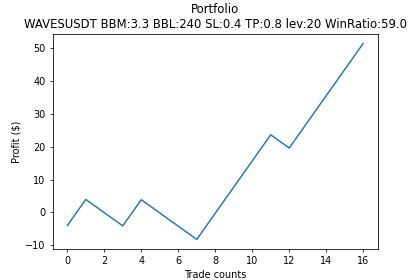 Portfolio
WAVESUSDT BBM:3.3 BBL:240 SL:0.4 TP:0.8 lev:20 WinRatio:59.0
50
40
30
20
10
0
−10
Profit ($)
0 2 4 6 8 10 12 14 16
Trade counts